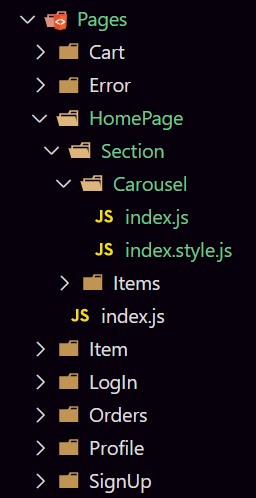 Pages
Cart
Error
HomePage
Section
Carousel
JS index.js
JS index.style.js
Items
JS index.js
Item
LogIn
Orders
Profile
SignUp